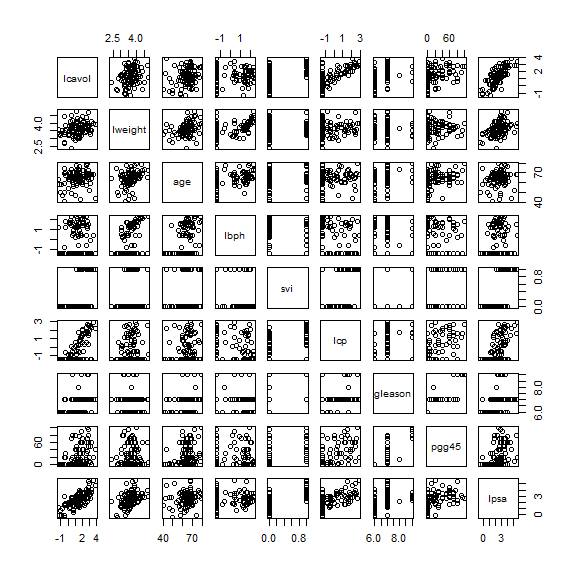 2.5 4.0 -1 1 -1 1 3 0 60
lcavol -1 2 4
2.5 4.0 lweight
age 40 70
-1 1 lbph
svi 0.0 0.8
-1 1 3 lcp
gleason 6.0 8.0
0 60 pgg45
lpsa 0 3
-1 2 4 40 70 0.0 0.8 6.0 8.0 0 3